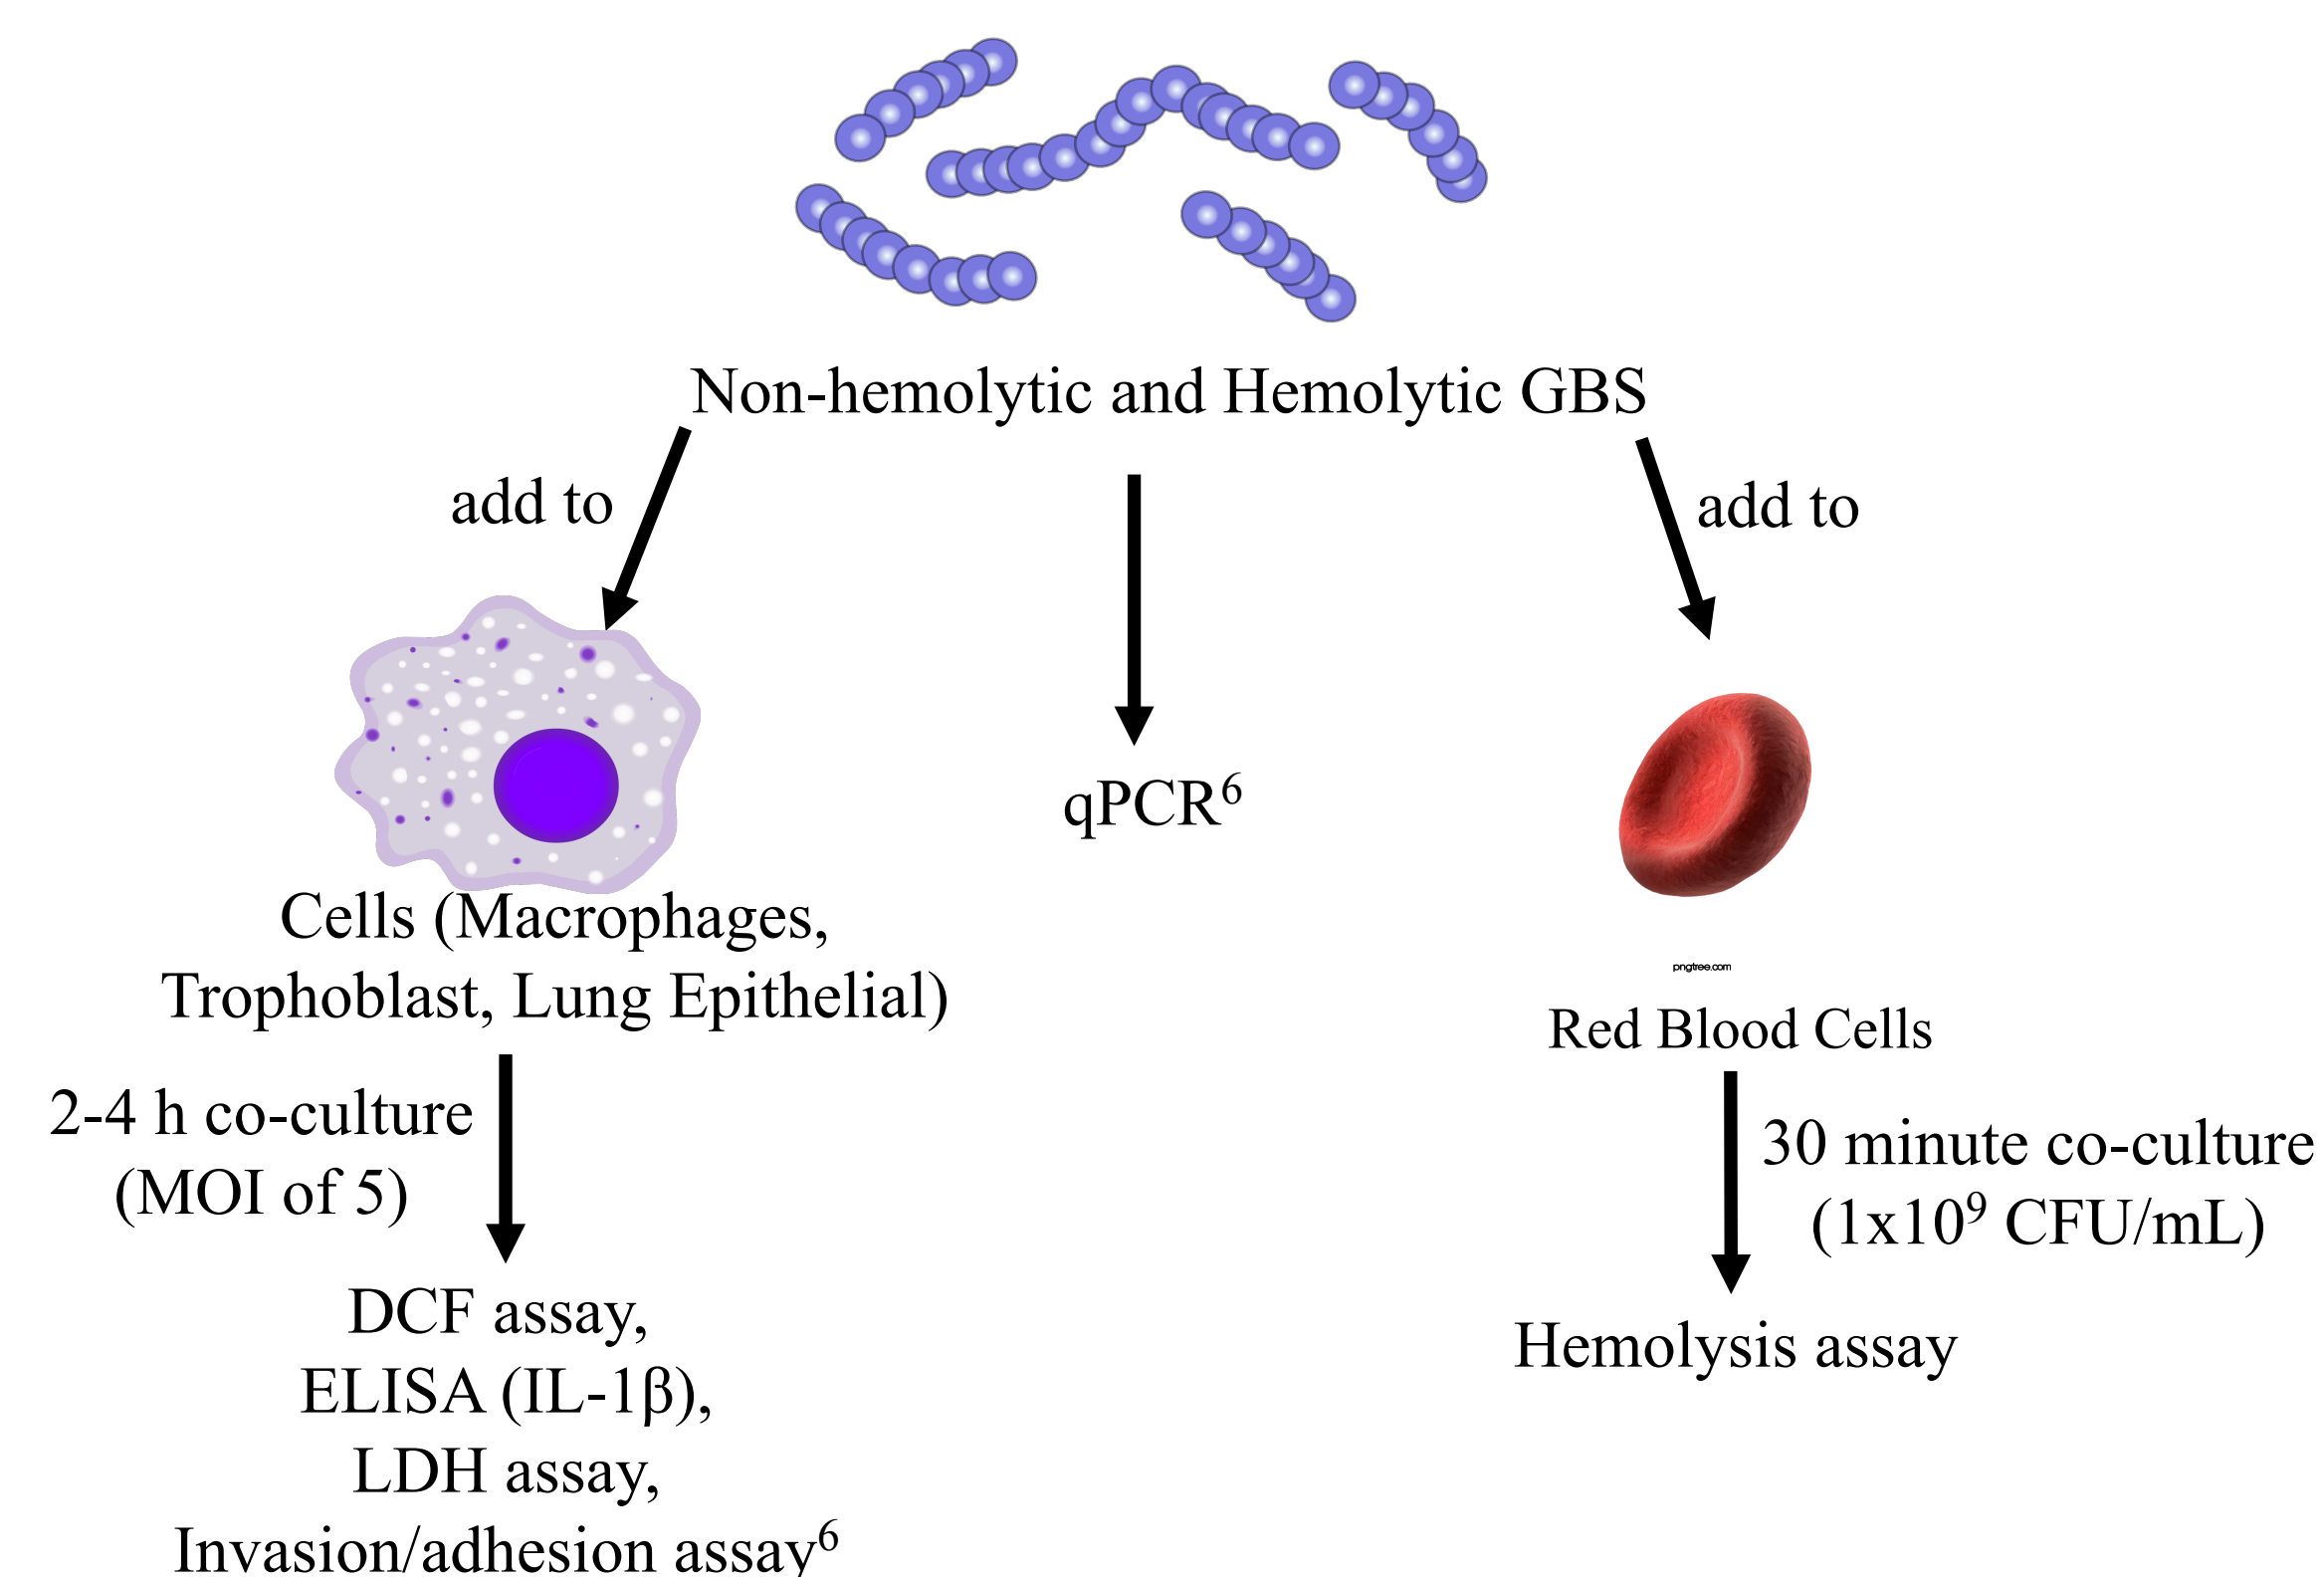 Non-hemolytic and Hemolytic GBS
add to
add to
qPCR⁶
Cells (Macrophages,
Trophoblast, Lung Epithelial)
pngtree.com
Red Blood Cells
2-4 h co-culture
(MOI of 5)
30 minute co-culture
(1x10⁹ CFU/mL)
DCF assay,
ELISA (IL-1β),
LDH assay,
Invasion/adhesion assay⁶
Hemolysis assay